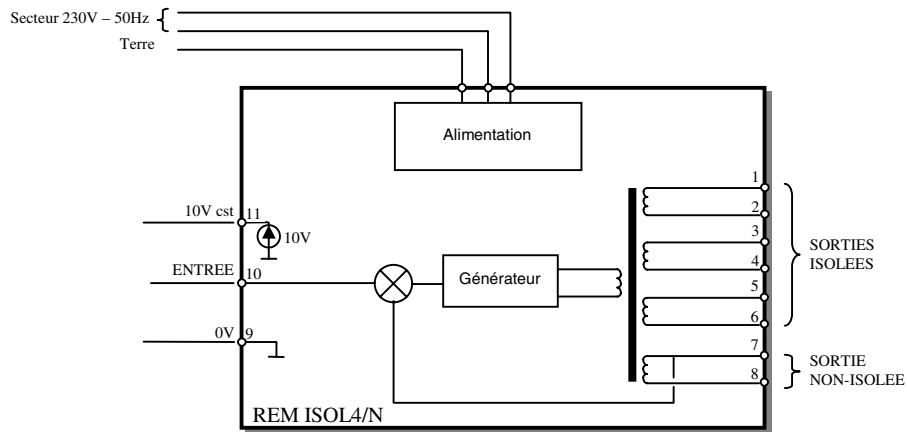 Secteur 230V – 50Hz
Terre
Alimentation
10V cst
11
10V
ENTREE
10
Générateur
0V
9
1
2
3
4
5
6
7
8
SORTIES
ISOLEES
SORTIE
NON-ISOLEE
REM ISOL4/N